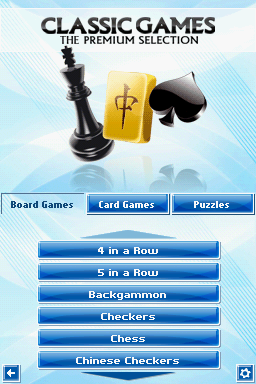 CLASSIC GAMES
THE PREMIUM SELECTION
中
Board Games Card Games Puzzles
4 in a Row
5 in a Row
Backgammon
Checkers
Chess
Chinese Checkers